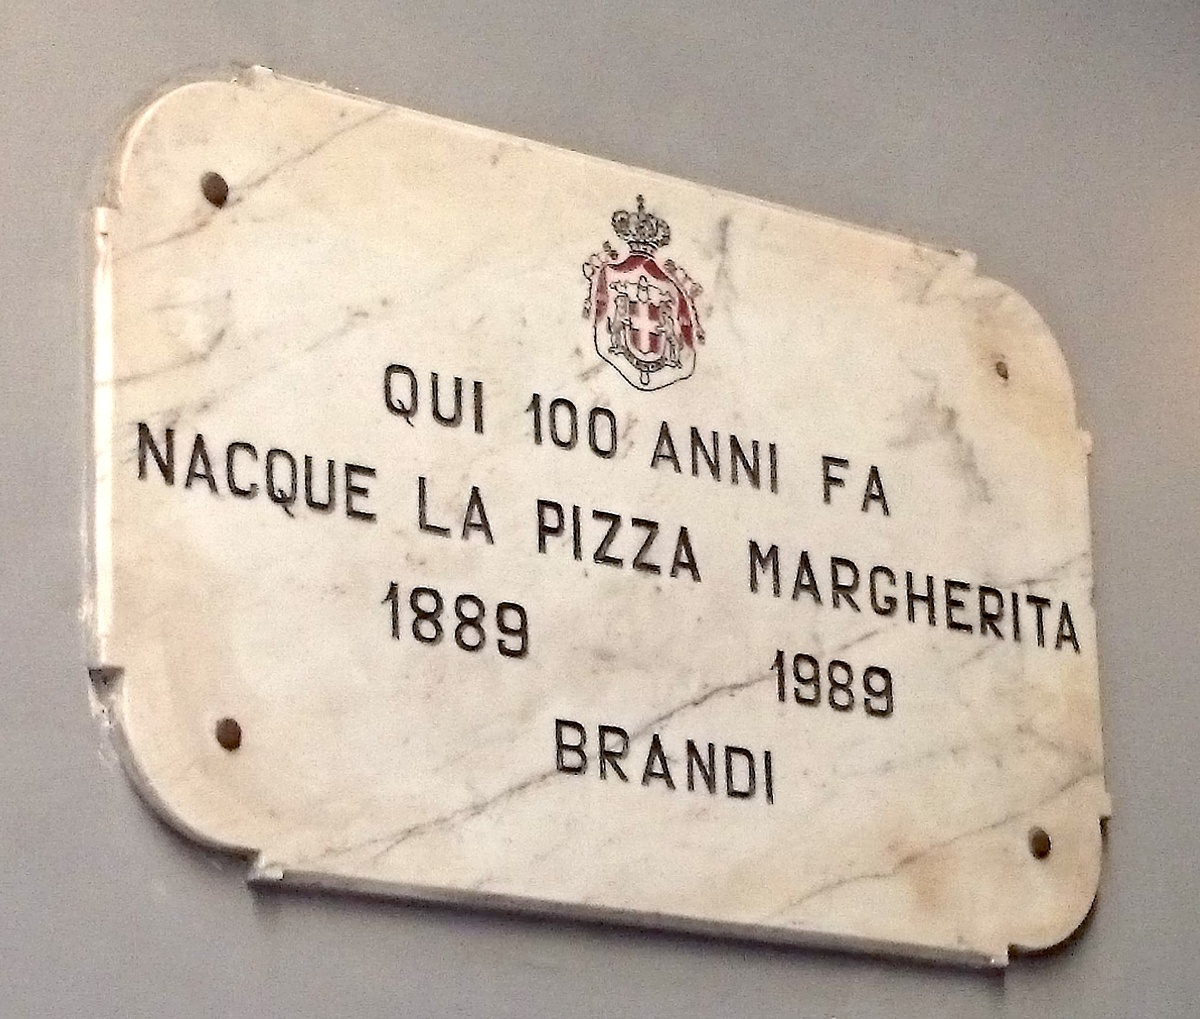 QUI 100 ANNI FA
NACQUE LA PIZZA MARGHERITA
1889 1989
BRANDI